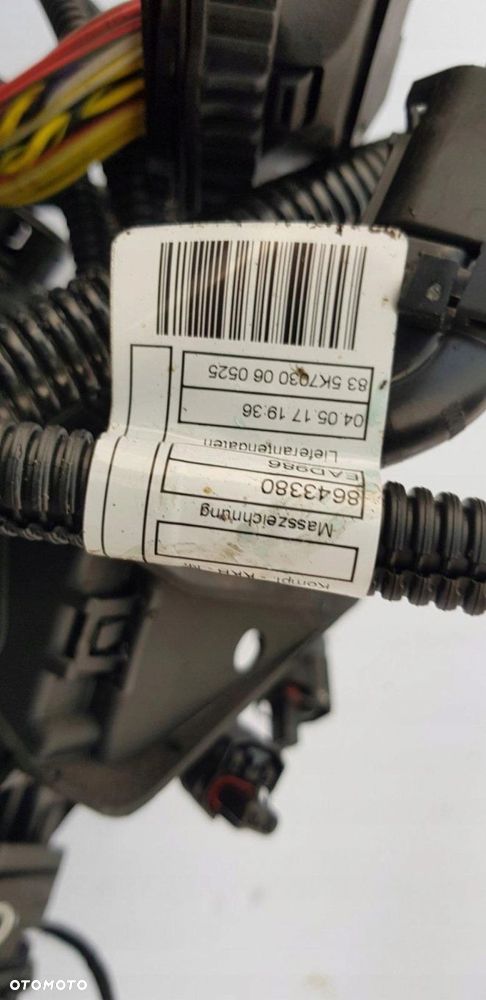 Masszeichnung
8643380
EAD986
Lieferantendaten
04.05.17 19:36
83 5K7030 06 0525
OTOMOTO